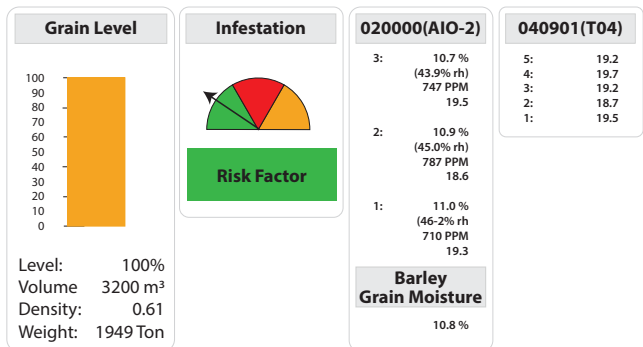 Grain Level
100
90
80
70
60
50
40
30
20
10
0
Level: 100%
Volume 3200 m³
Density: 0.61
Weight: 1949 Ton
Infestation
Risk Factor
020000(AIO-2)
3: 10.7 %
(43.9% rh)
747 PPM
19.5
2: 10.9 %
(45.0% rh)
787 PPM
18.6
1: 11.0 %
(46-2% rh
710 PPM
19.3
Barley
Grain Moisture
10.8 %
040901(T04)
5: 19.2
4: 19.7
3: 19.2
2: 18.7
1: 19.5